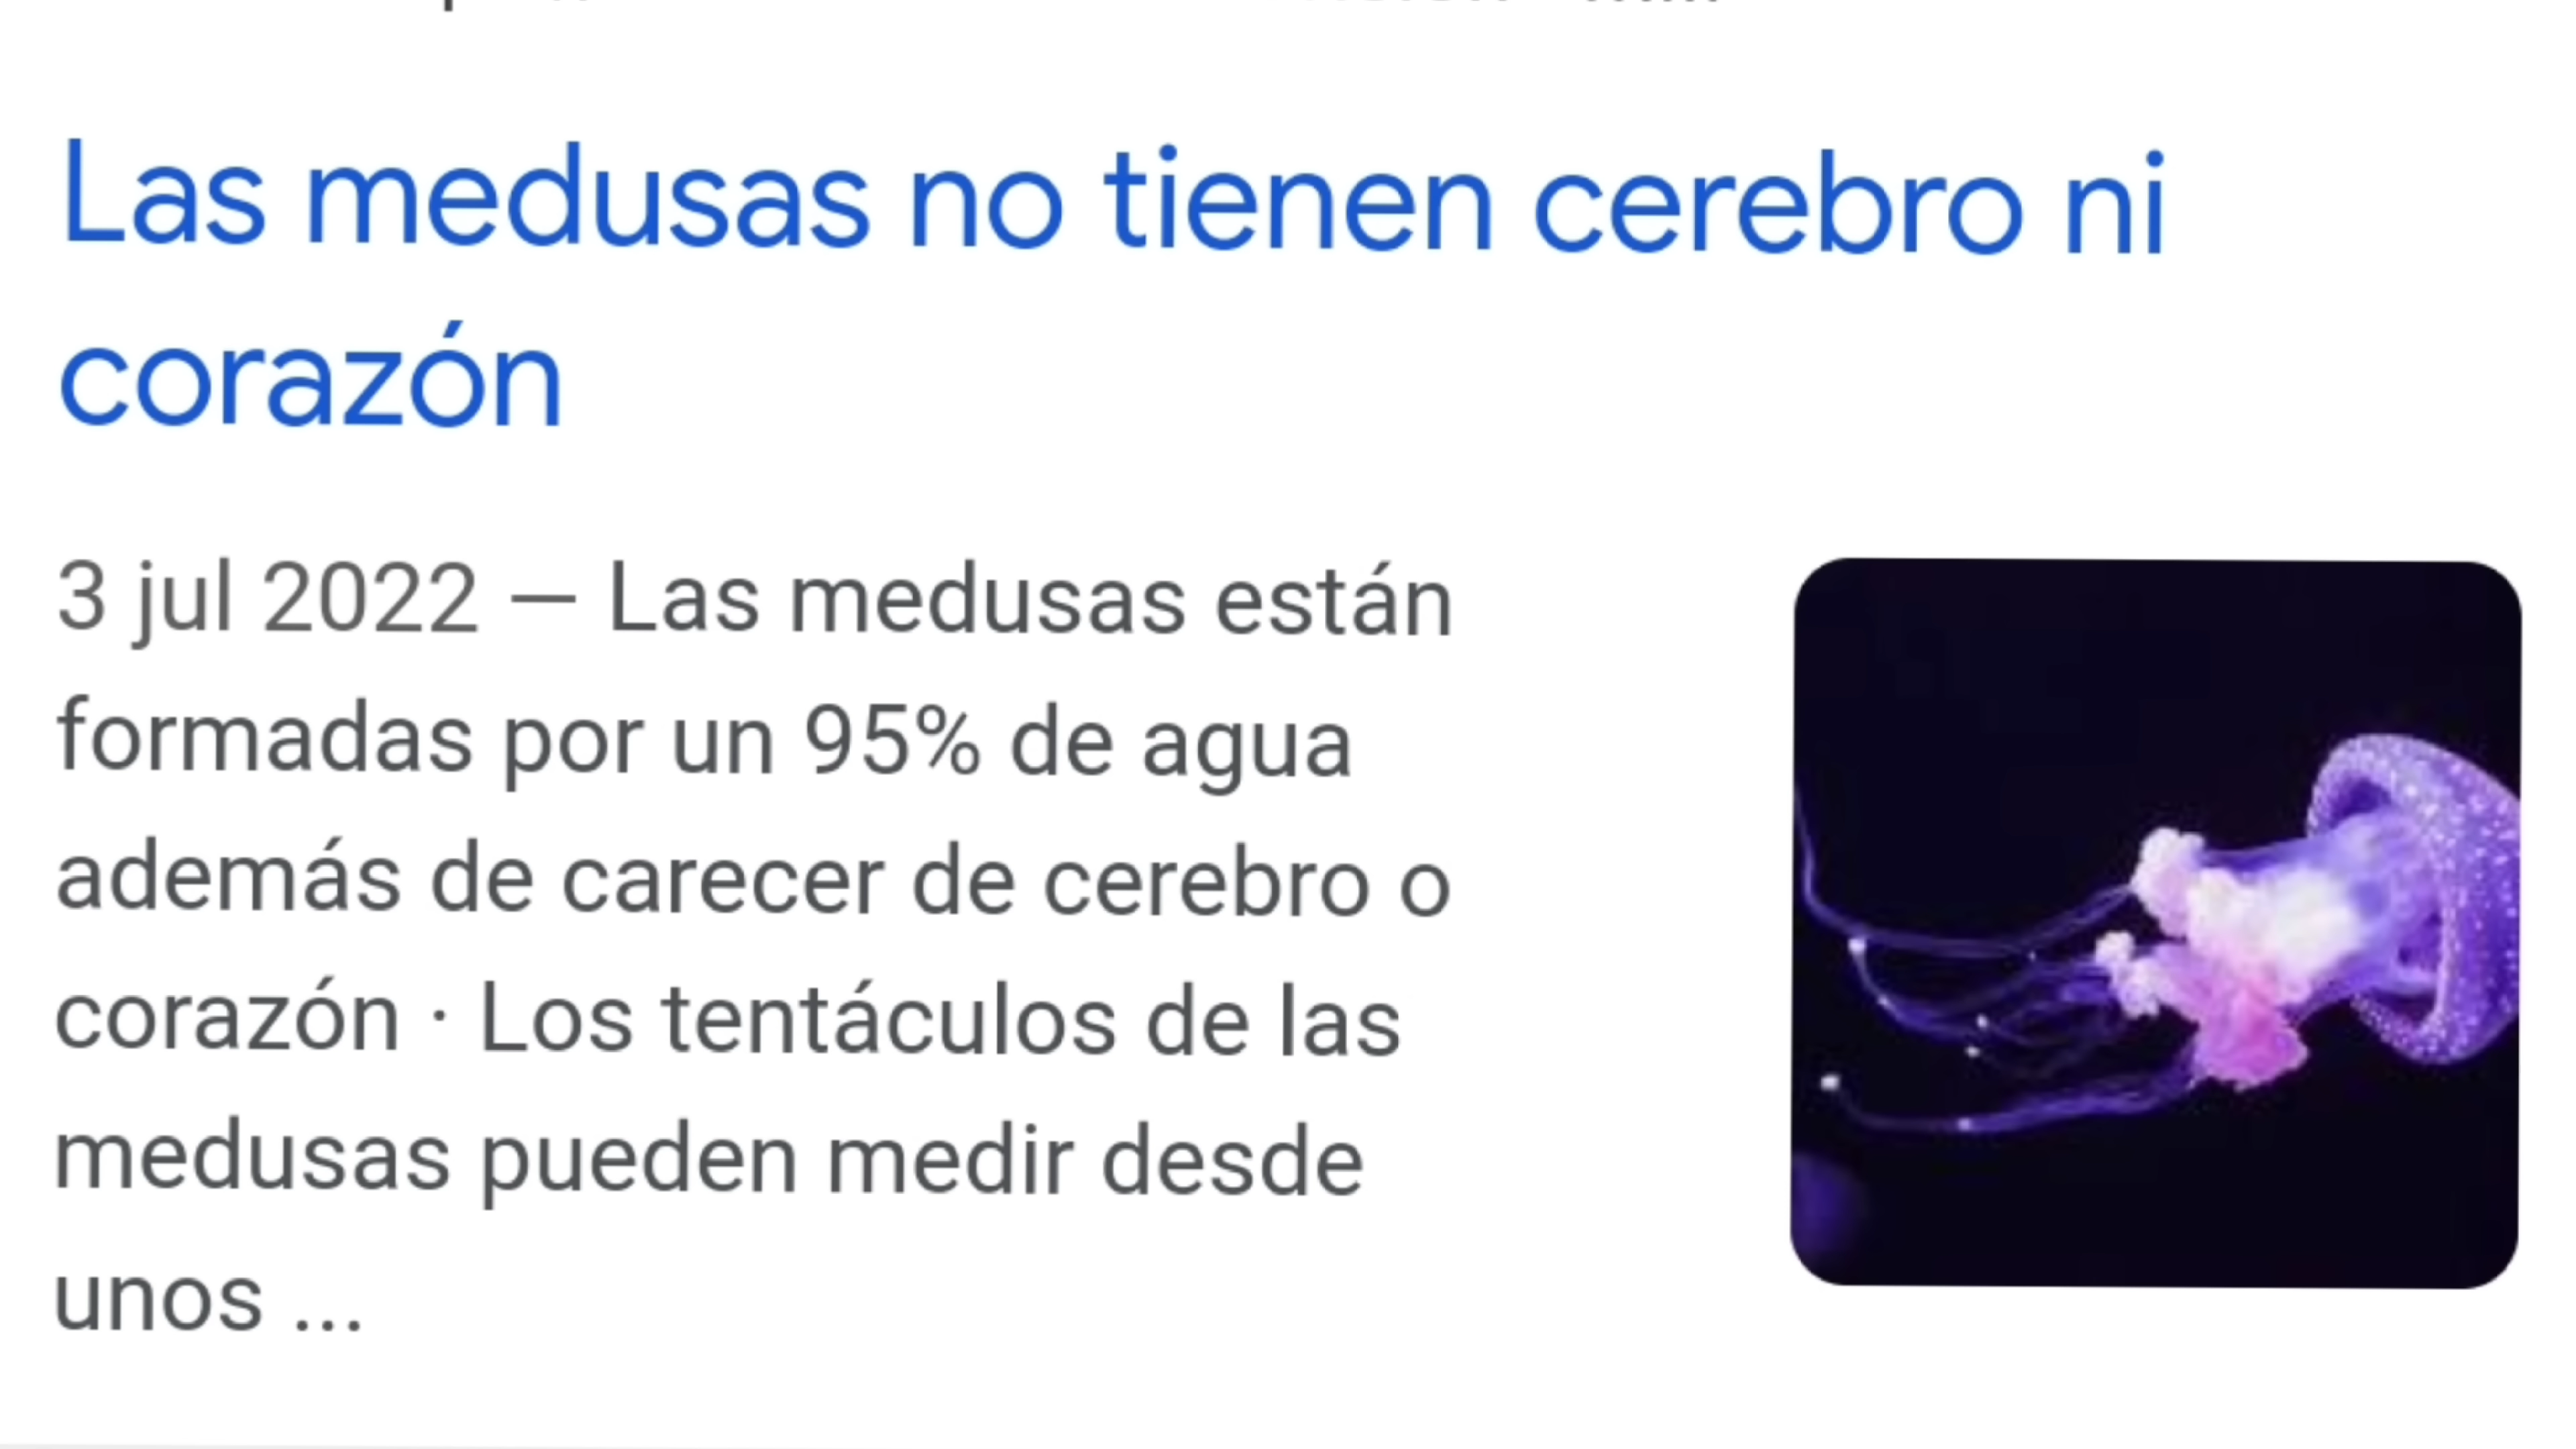 Las medusas no tienen cerebro ni
corazón
3 jul 2022 — Las medusas están
formadas por un 95% de agua
además de carecer de cerebro o
corazón · Los tentáculos de las
medusas pueden medir desde
unos ...